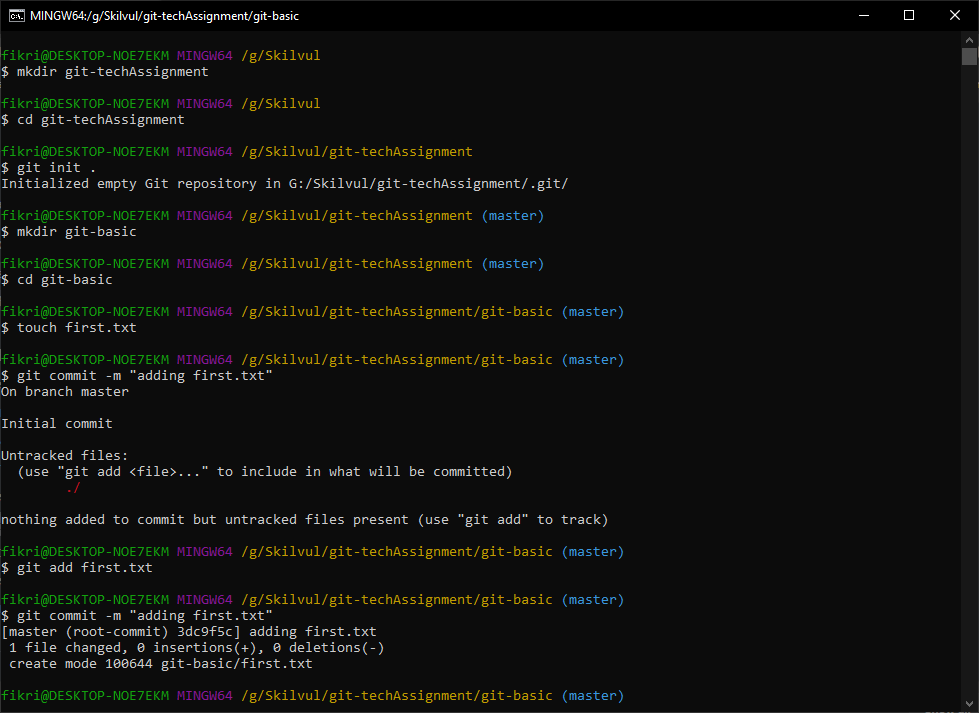 MINGW64:/g/Skilvul/git-techAssignment/git-basic
fikri@DESKTOP-NOE7EKM MINGW64 /g/Skilvul
$ mkdir git-techAssignment
fikri@DESKTOP-NOE7EKM MINGW64 /g/Skilvul
$ cd git-techAssignment
fikri@DESKTOP-NOE7EKM MINGW64 /g/Skilvul/git-techAssignment
$ git init .
Initialized empty Git repository in G:/Skilvul/git-techAssignment/.git/
fikri@DESKTOP-NOE7EKM MINGW64 /g/Skilvul/git-techAssignment (master)
$ mkdir git-basic
fikri@DESKTOP-NOE7EKM MINGW64 /g/Skilvul/git-techAssignment (master)
$ cd git-basic
fikri@DESKTOP-NOE7EKM MINGW64 /g/Skilvul/git-techAssignment/git-basic (master)
$ touch first.txt
fikri@DESKTOP-NOE7EKM MINGW64 /g/Skilvul/git-techAssignment/git-basic (master)
$ git commit -m "adding first.txt"
On branch master
Initial commit
Untracked files:
(use "git add <file>..." to include in what will be committed)
./
nothing added to commit but untracked files present (use "git add" to track)
fikri@DESKTOP-NOE7EKM MINGW64 /g/Skilvul/git-techAssignment/git-basic (master)
$ git add first.txt
fikri@DESKTOP-NOE7EKM MINGW64 /g/Skilvul/git-techAssignment/git-basic (master)
$ git commit -m "adding first.txt"
[master (root-commit) 3dc9f5c] adding first.txt
1 file changed, 0 insertions(+), 0 deletions(-)
create mode 100644 git-basic/first.txt
fikri@DESKTOP-NOE7EKM MINGW64 /g/Skilvul/git-techAssignment/git-basic (master)